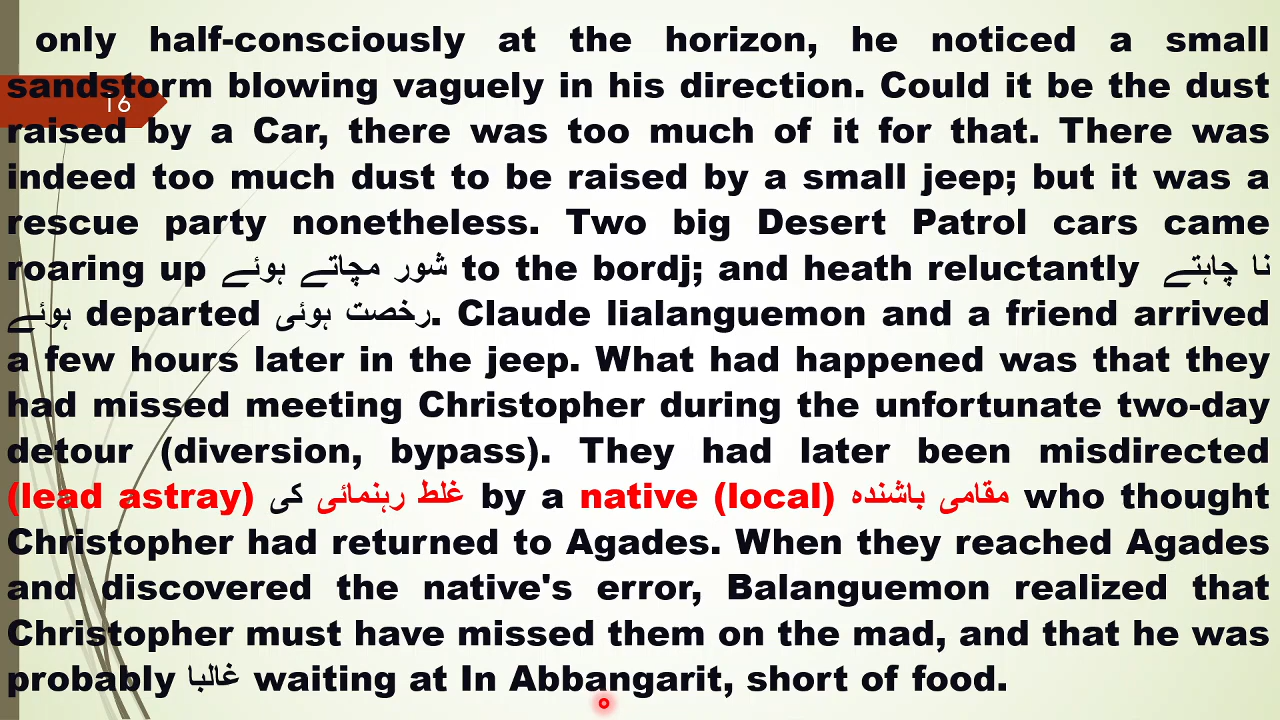 only half-consciously at the horizon, he noticed a small
sandstorm blowing vaguely in his direction. Could it be the dust
16
raised by a Car, there was too much of it for that. There was
indeed too much dust to be raised by a small jeep; but it was a
rescue party nonetheless. Two big Desert Patrol cars came
roaring up شور مچاتے ہوئے to the bordj; and heath reluctantly نا چاہتے
ہوئے departed رخصت ہوئی. Claude lialanguemon and a friend arrived
a few hours later in the jeep. What had happened was that they
had missed meeting Christopher during the unfortunate two-day
detour (diversion, bypass). They had later been misdirected
(lead astray) غلط رہنمائی کی by a native (local) مقامی باشندہ who thought
Christopher had returned to Agades. When they reached Agades
and discovered the native's error, Balanguemon realized that
Christopher must have missed them on the mad, and that he was
probably غالبا waiting at In Abbangarit, short of food.